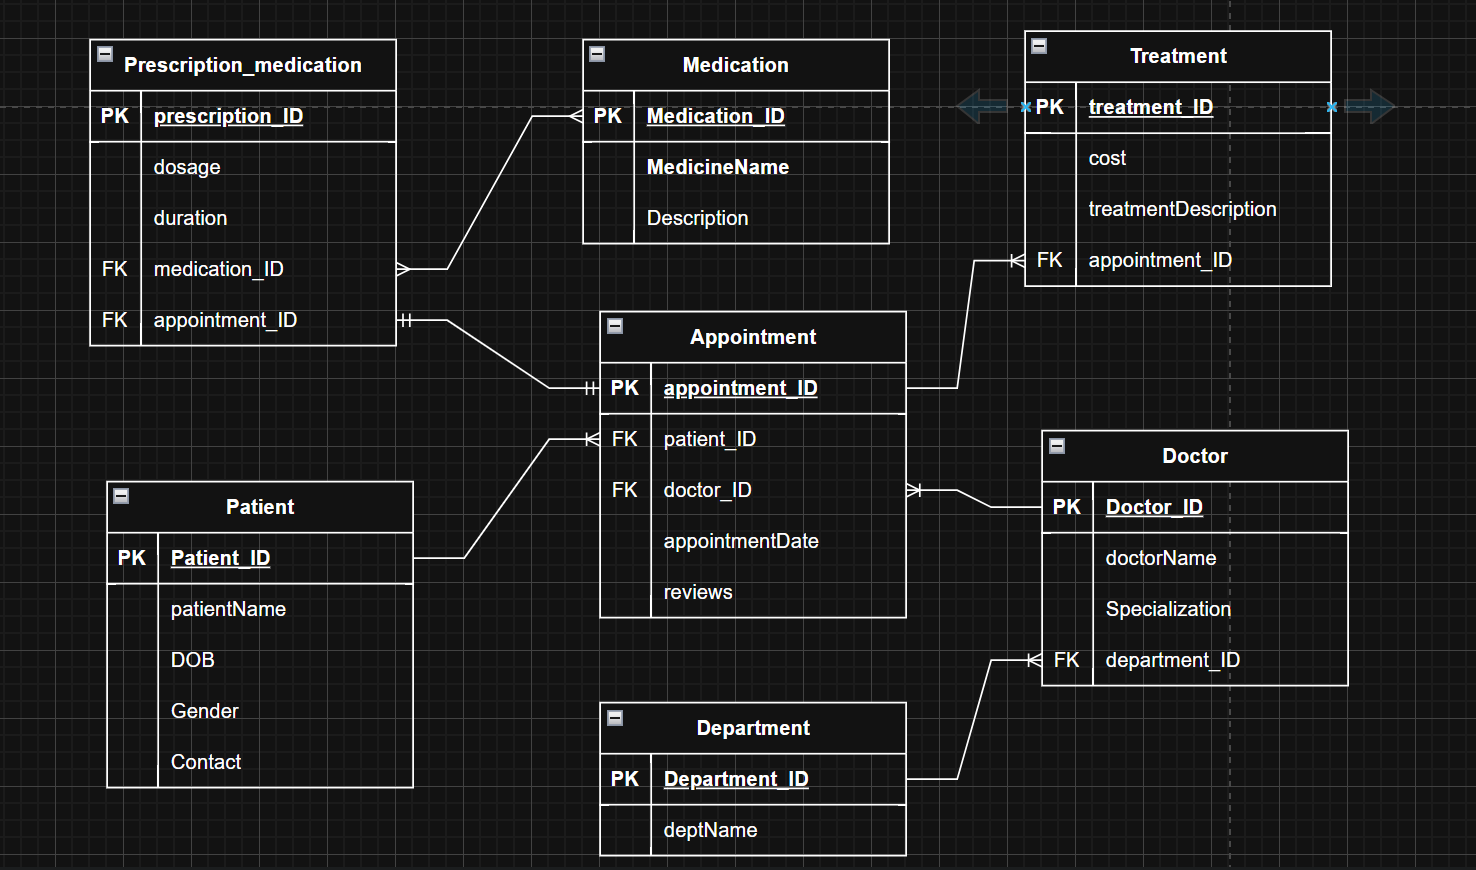 Prescription_medication
PK prescription_ID
dosage
duration
FK medication_ID
FK appointment_ID
Medication
PK Medication_ID
MedicineName
Description
Treatment
PK treatment_ID
cost
treatmentDescription
FK appointment_ID
Appointment
PK appointment_ID
FK patient_ID
FK doctor_ID
appointmentDate
reviews
Patient
PK Patient_ID
patientName
DOB
Gender
Contact
Doctor
PK Doctor_ID
doctorName
Specialization
FK department_ID
Department
PK Department_ID
deptName